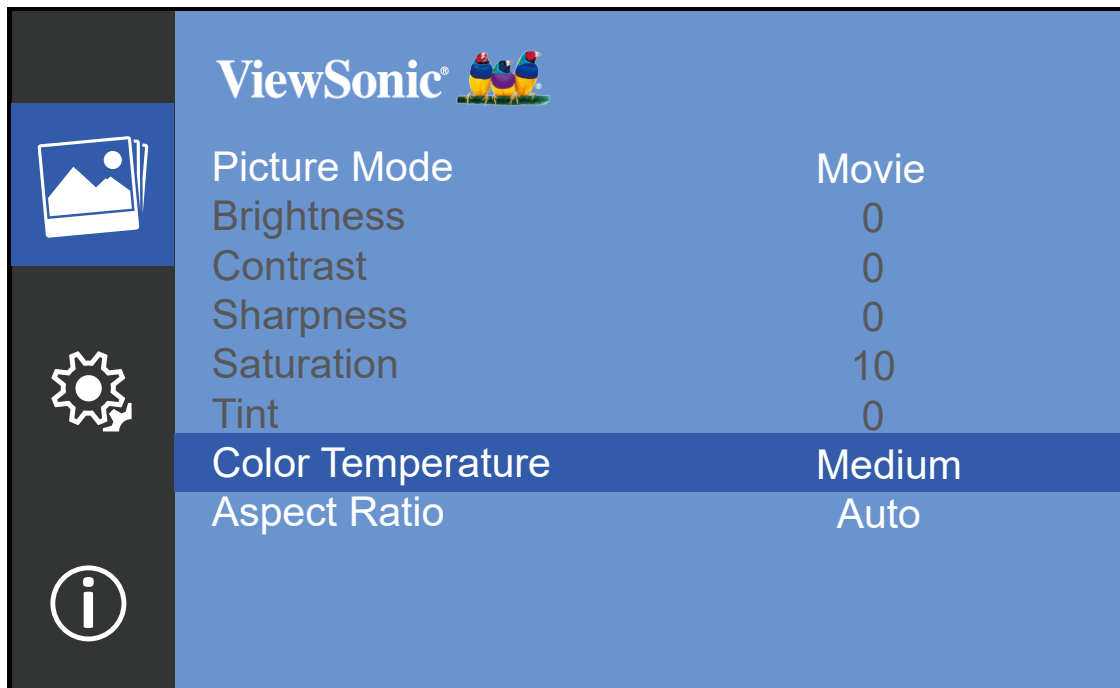 ViewSonic®
Picture Mode Movie
Brightness 0
Contrast 0
Sharpness 0
Saturation 10
Tint 0
Color Temperature Medium
Aspect Ratio Auto